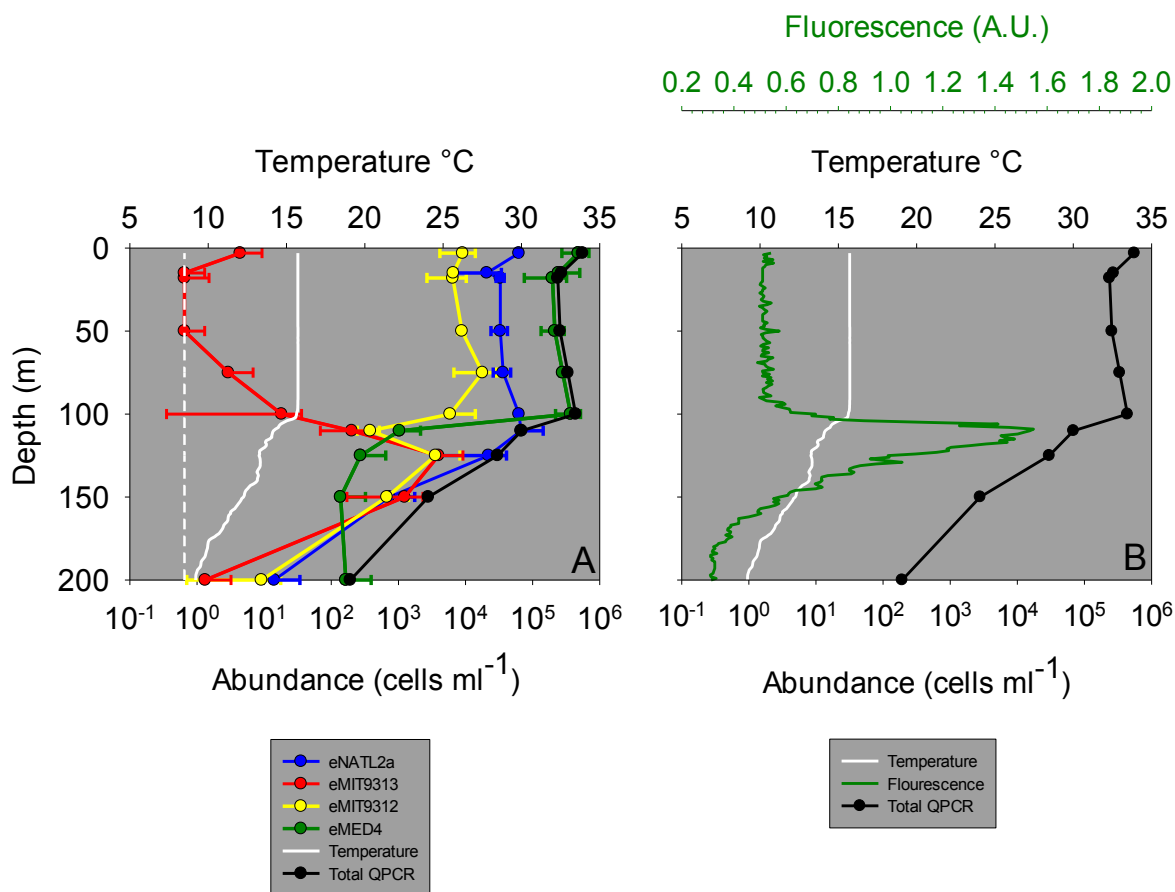 Fluorescence (A.U.)
0.2 0.4 0.6 0.8 1.0 1.2 1.4 1.6 1.8 2.0
Temperature °C
5 10 15 20 25 30 35
Temperature °C
5 10 15 20 25 30 35
Depth (m)
0
50
100
150
200
A
B
10-1 100 101 102 103 104 105 106
Abundance (cells ml-1)
10-1 100 101 102 103 104 105 106
Abundance (cells ml-1)
eNATL2a
eMIT9313
eMIT9312
eMED4
Temperature
Total QPCR
Temperature
Flourescence
Total QPCR